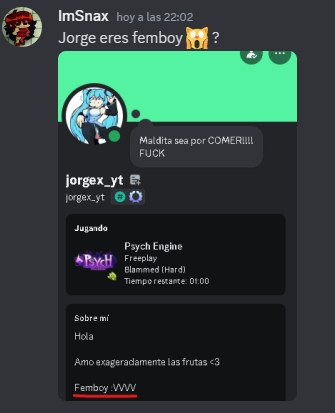 ImSnax hoy a las 22:02
Jorge eres femboy 🙀 ?
Maldita sea por COMER!!!!
FUCK
jorgex_yt
jorgex_yt #
Jugando
PSYCH
Psych Engine
Freeplay
Blammed (Hard)
Tiempo restante: 01:00
Sobre mí
Hola
Amo exageradamente las frutas <3
Femboy :VVVV